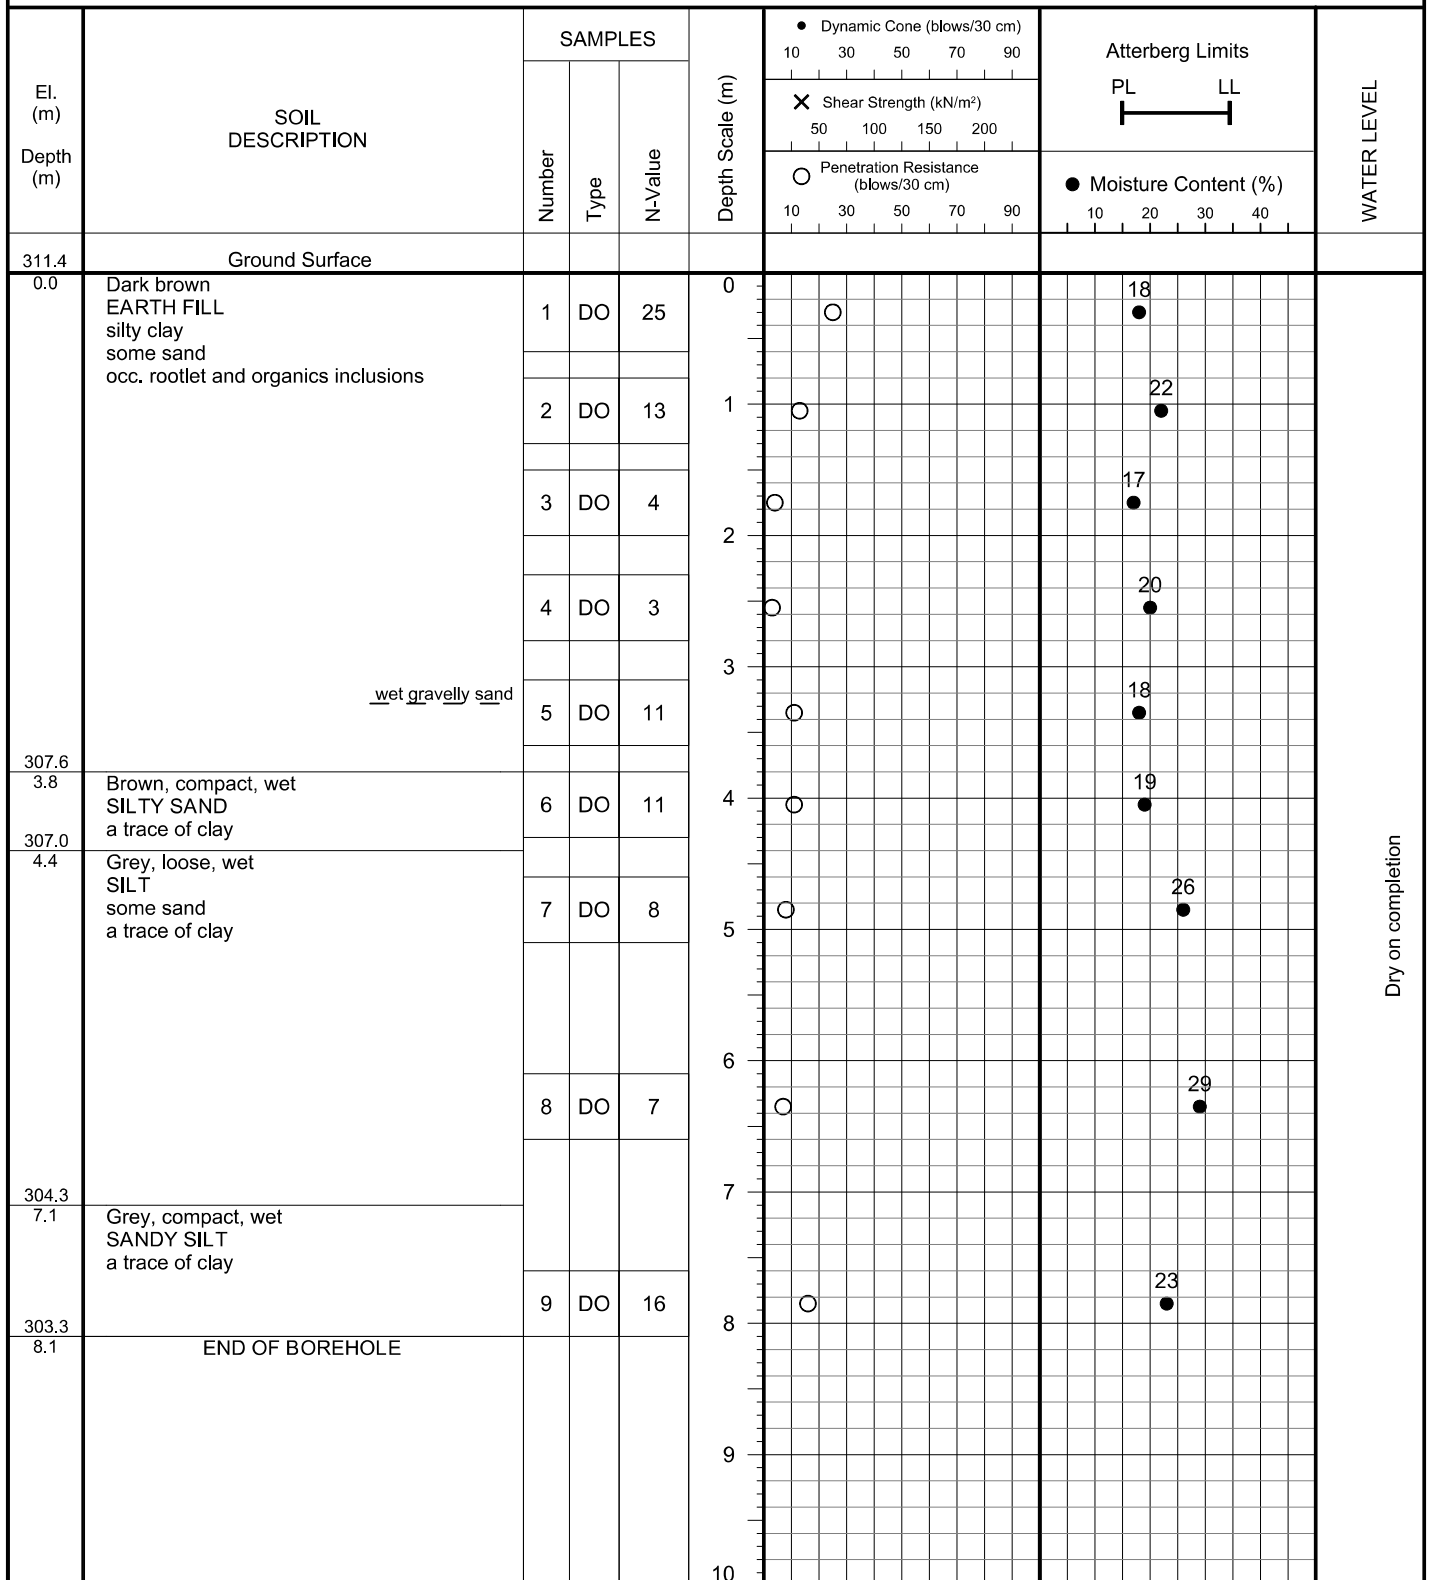 El.
(m)
Depth
(m)
SOIL
DESCRIPTION
SAMPLES
Number
Type
N-Value
Depth Scale (m)
Dynamic Cone (blows/30 cm)
10 30 50 70 90
Shear Strength (kN/m²)
50 100 150 200
Penetration Resistance
(blows/30 cm)
10 30 50 70 90
Atterberg Limits
PL LL
Moisture Content (%)
10 20 30 40
WATER LEVEL
311.4 Ground Surface
0.0 Dark brown
EARTH FILL
silty clay
some sand
occ. rootlet and organics inclusions
1 DO 25 0 18
2 DO 13 1 22
3 DO 4 17
2
4 DO 3 20
3
wet gravelly sand
5 DO 11 18
307.6
3.8 Brown, compact, wet
SILTY SAND
a trace of clay
6 DO 11 4 19
307.0
4.4 Grey, loose, wet
SILT
some sand
a trace of clay
7 DO 8 26
5
Dry on completion
6
8 DO 7 29
7
304.3
7.1 Grey, compact, wet
SANDY SILT
a trace of clay
9 DO 16 23
8
303.3
8.1 END OF BOREHOLE
9
10